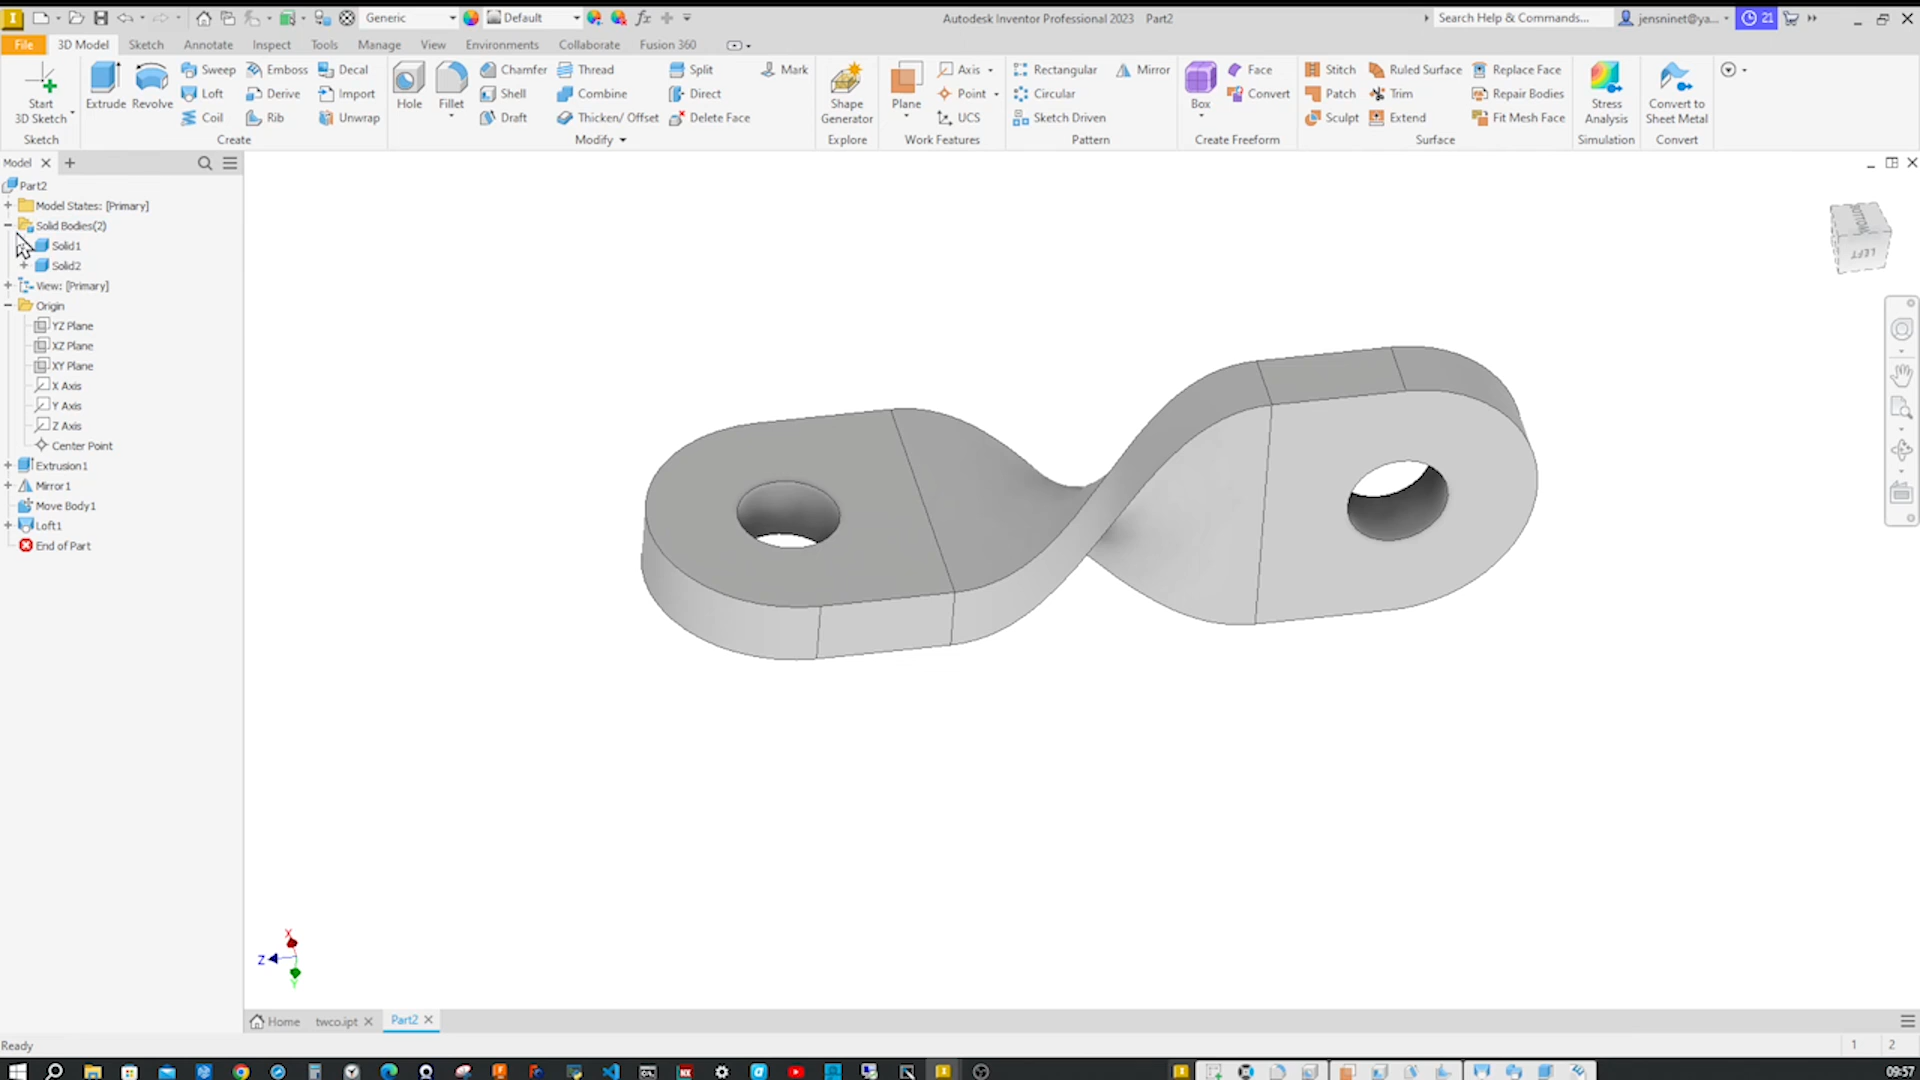 Generic
Default
fx
Autodesk Inventor Professional 2023 Part2
Search Help & Commands...
jensninet@ya...
21
File 3D Model Sketch Annotate Inspect Tools Manage View Environments Collaborate Fusion 360
Start
3D Sketch
Extrude Revolve
Sweep Emboss Decal
Loft Derive Import
Coil Rib Unwrap
Hole Fillet
Chamfer Thread Split Mark
Shell Combine Direct
Draft Thicken/ Offset Delete Face
Shape
Generator
Plane
Axis
Point
UCS
Rectangular Mirror
Circular
Sketch Driven
Box
Face
Convert
Stitch Ruled Surface Replace Face
Patch Trim Repair Bodies
Sculpt Extend Fit Mesh Face
Stress
Analysis
Convert to
Sheet Metal
Sketch Create Modify Explore Work Features Pattern Create Freeform Surface Simulation Convert
Model
Part2
Model States: [Primary]
Solid Bodies(2)
Solid1
Solid2
View: [Primary]
Origin
YZ Plane
XZ Plane
XY Plane
X Axis
Y Axis
Z Axis
Center Point
Extrusion1
Mirror1
Move Body1
Loft1
End of Part
BOTTOM
LEFT
X
Z
Y
Home twco.ipt Part2
Ready
1 2
09:57